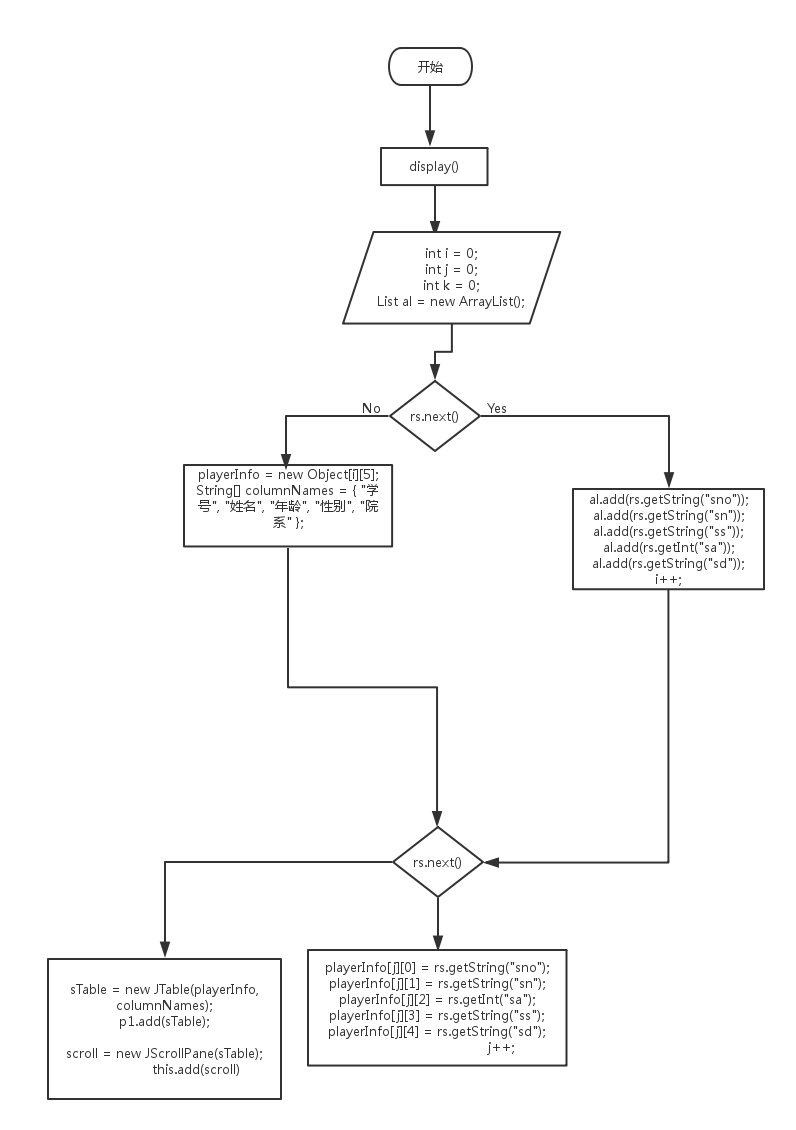 开始
display()
int i = 0;
int j = 0;
int k = 0;
List al = new ArrayList();
No
rs.next()
Yes
playerInfo = new Object[i][5];
String[] columnNames = { "学
号", "姓名", "年龄", "性别", "院
系" };
al.add(rs.getString("sno"));
al.add(rs.getString("sn"));
al.add(rs.getString("ss"));
al.add(rs.getInt("sa"));
al.add(rs.getString("sd"));
i++;
rs.next()
sTable = new JTable(playerInfo,
columnNames);
p1.add(sTable);
scroll = new JScrollPane(sTable);
this.add(scroll)
playerInfo[j][0] = rs.getString("sno");
playerInfo[j][1] = rs.getString("sn");
playerInfo[j][2] = rs.getInt("sa");
playerInfo[j][3] = rs.getString("ss");
playerInfo[j][4] = rs.getString("sd");
j++;